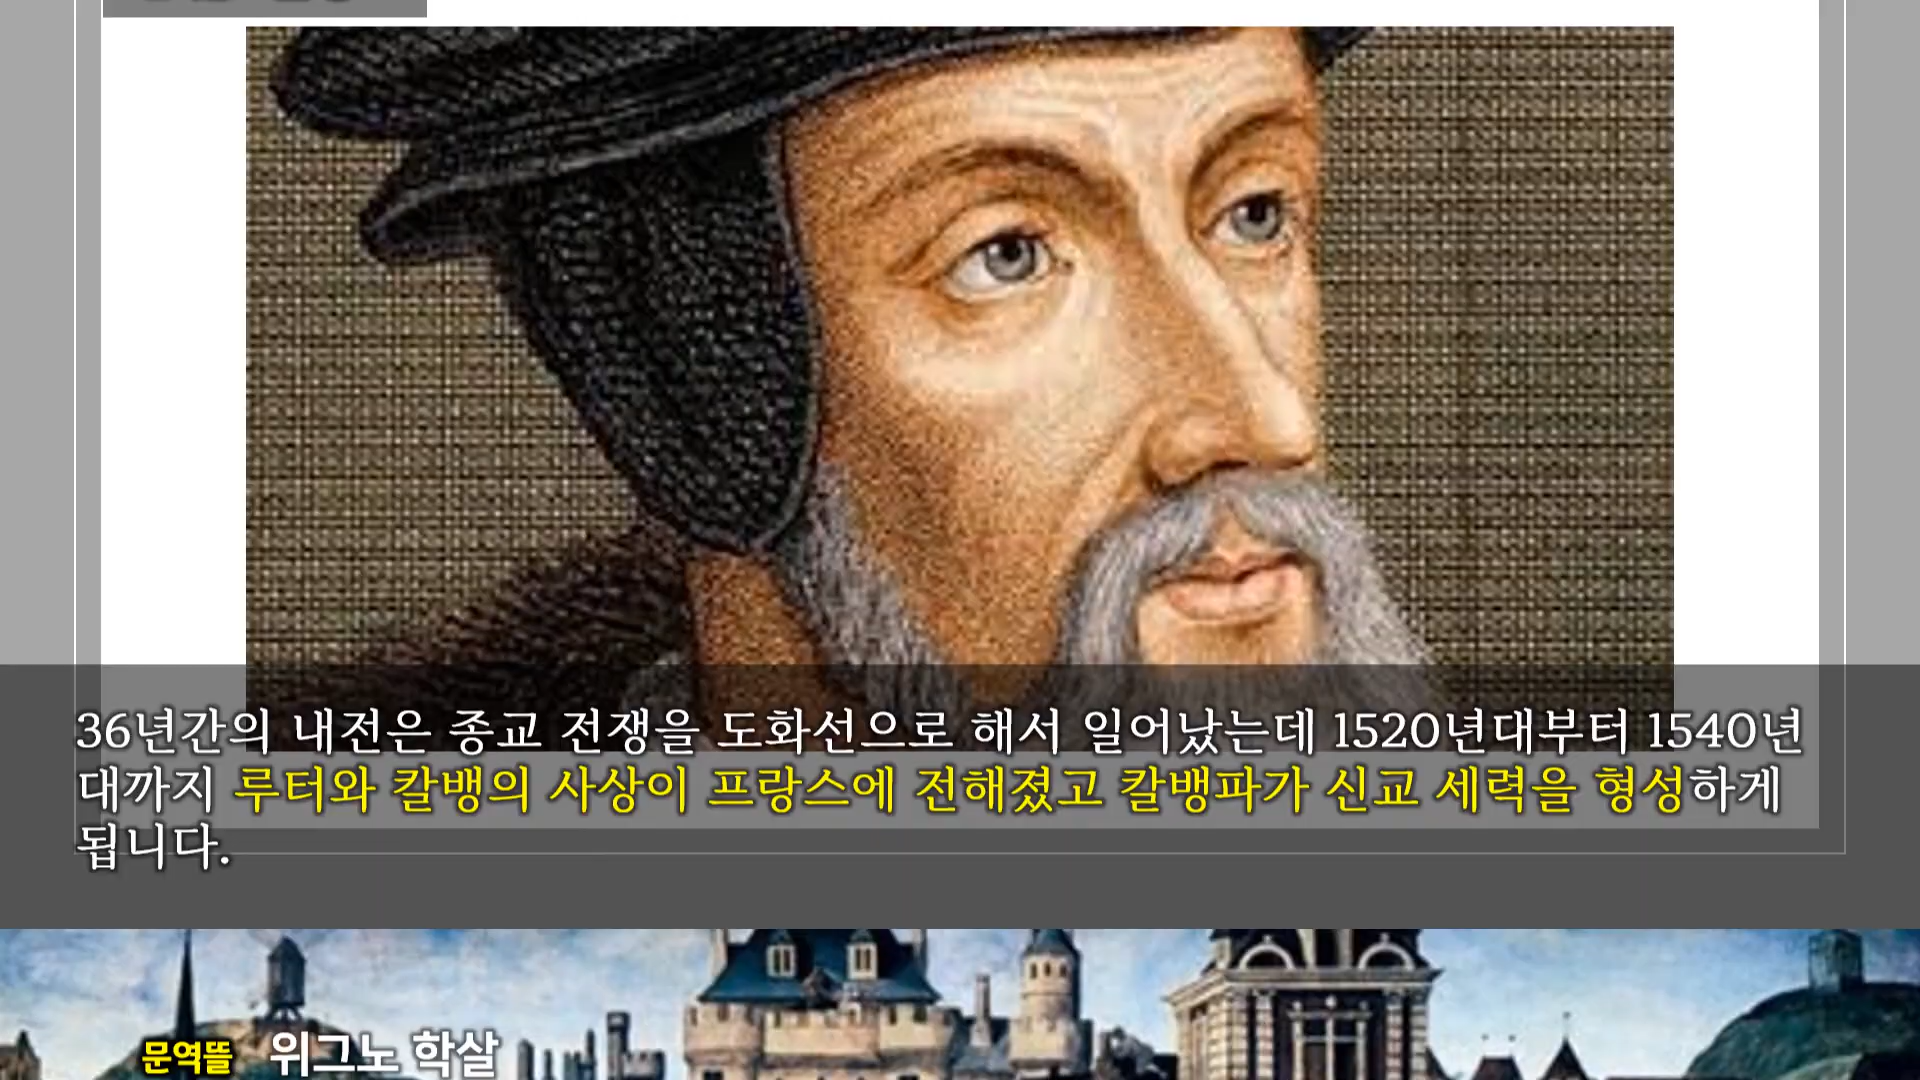 36년간의 내전은 종교 전쟁을 도화선으로 해서 일어났는데 1520년대부터 1540년
대까지 루터와 칼뱅의 사상이 프랑스에 전해졌고 칼뱅파가 신교 세력을 형성하게
됩니다.
문역뜰 위그노 학살